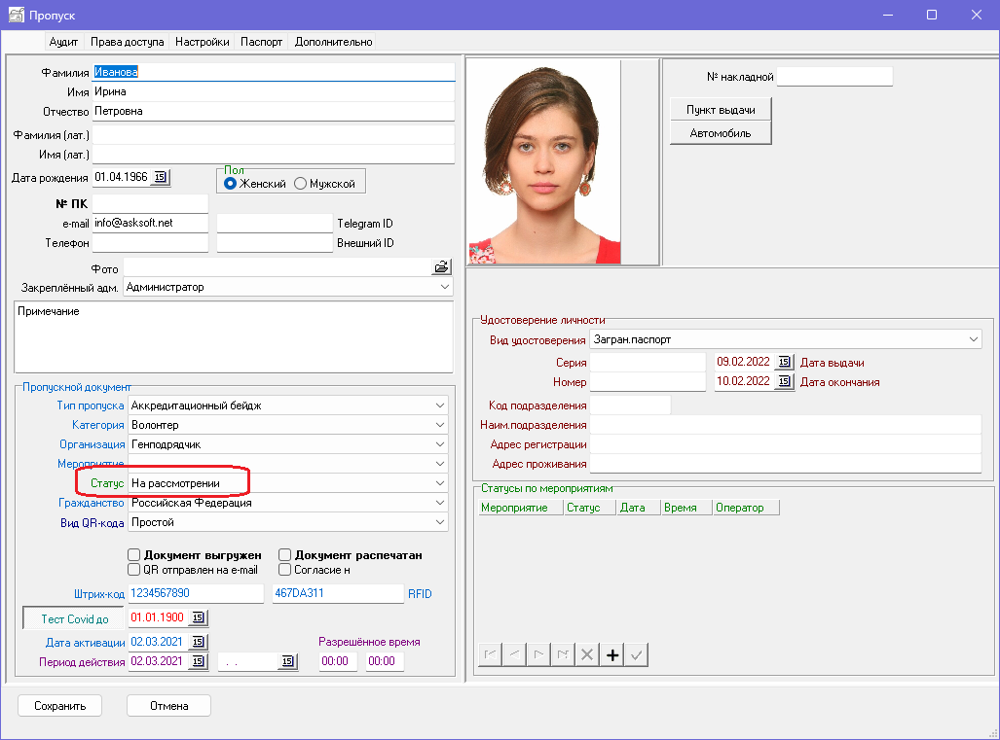 Пропуск
Аудит Права доступа Настройки Паспорт Дополнительно
Фамилия Иванова
Имя Ирина
Отчество Петровна
Фамилия (лат.)
Имя (лат.)
Дата рождения 01.04.1966 15
Пол
Женский Мужской
№ ПК
e-mail info@asksoft.net Telegram ID
Телефон Внешний ID
Фото
Закреплённый адм. Администратор
Примечание
Пропускной документ
Тип пропуска Аккредитационный бейдж
Категория Волонтер
Организация Генподрядчик
Мероприятие
Статус На рассмотрении
Гражданство Российская Федерация
Вид QR-кода Простой
Документ выгружен Документ распечатан
QR отправлен на e-mail Согласие н
Штрих-код 1234567890 467DA311 RFID
Тест Covid до 01.01.1900 15
Дата активации 02.03.2021 15 Разрешённое время
Период действия 02.03.2021 15 . . 15 00:00 00:00
Сохранить Отмена
№ накладной
Пункт выдачи
Автомобиль
Удостоверение личности
Вид удостоверения Загран.паспорт
Серия 09.02.2022 15 Дата выдачи
Номер 10.02.2022 15 Дата окончания
Код подразделения
Наим.подразделения
Адрес регистрации
Адрес проживания
Статусы по мероприятиям
Мероприятие Статус Дата Время Оператор